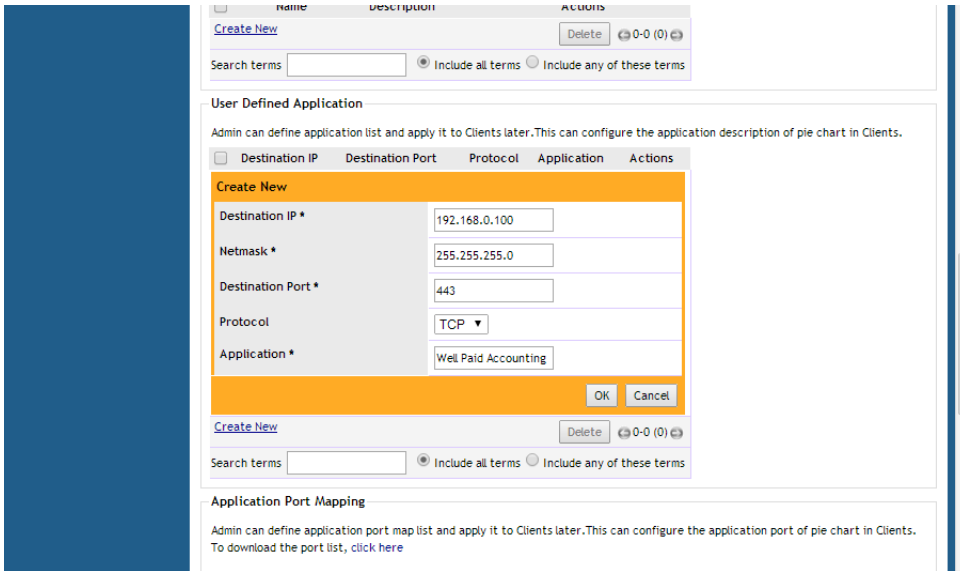 Name Description Actions
Create New Delete 0-0 (0)
Search terms Include all terms Include any of these terms
User Defined Application
Admin can define application list and apply it to Clients later.This can configure the application description of pie chart in Clients.
Destination IP Destination Port Protocol Application Actions
Create New
Destination IP * 192.168.0.100
Netmask * 255.255.255.0
Destination Port * 443
Protocol TCP
Application * Well Paid Accounting
OK Cancel
Create New Delete 0-0 (0)
Search terms Include all terms Include any of these terms
Application Port Mapping
Admin can define application port map list and apply it to Clients later.This can configure the application port of pie chart in Clients.
To download the port list, click here